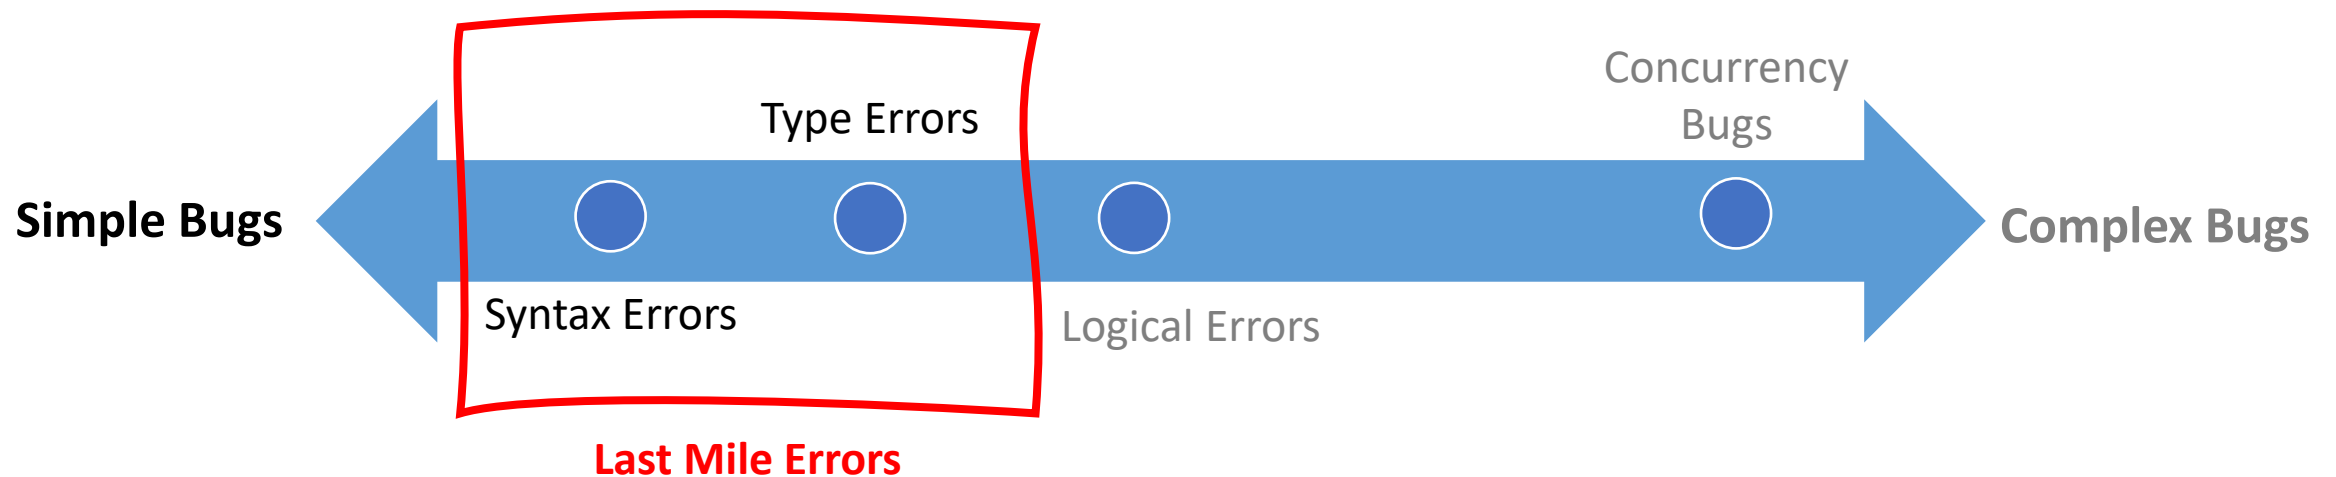 Concurrency
Bugs
Type Errors
Simple Bugs
Complex Bugs
Syntax Errors
Logical Errors
Last Mile Errors